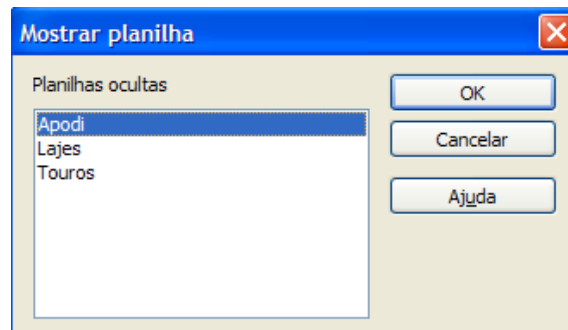 Mostrar planilha
Planilhas ocultas
Apodi
Lajes
Touros
OK
Cancelar
Ajuda